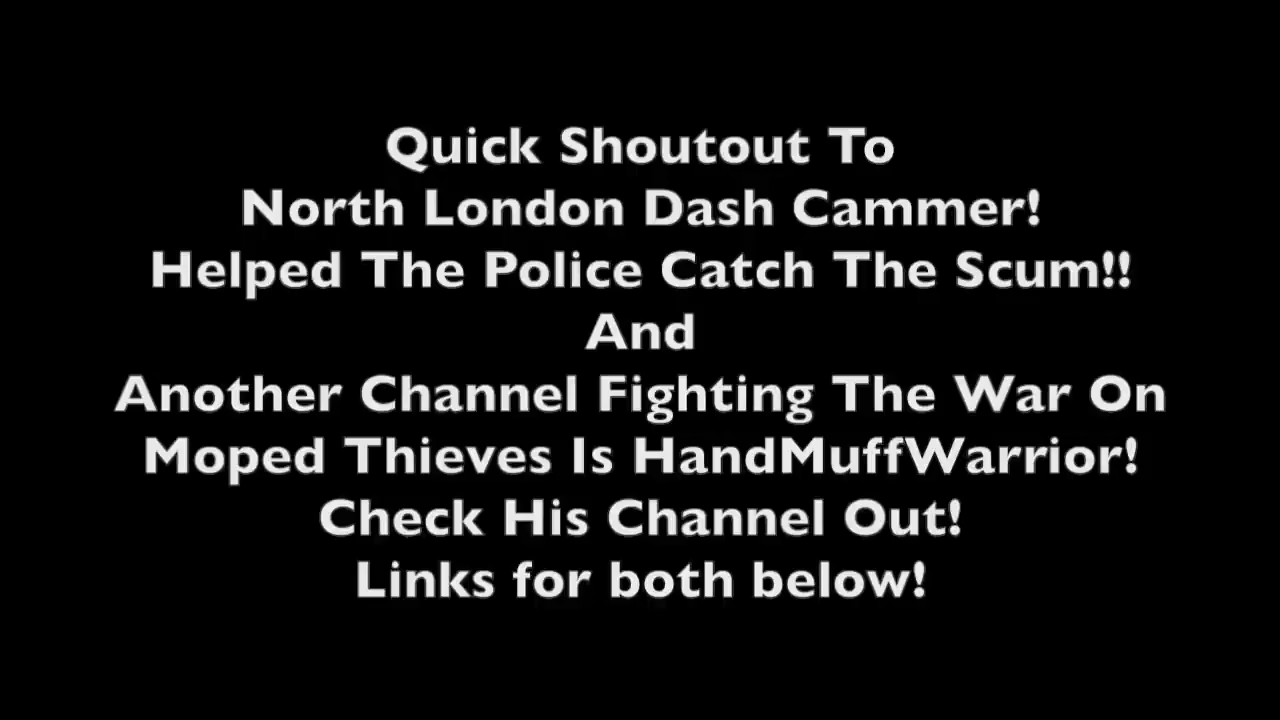 Quick Shoutout To
North London Dash Cammer!
Helped The Police Catch The Scum!!
And
Another Channel Fighting The War On
Moped Thieves Is HandMuffWarrior!
Check His Channel Out!
Links for both below!